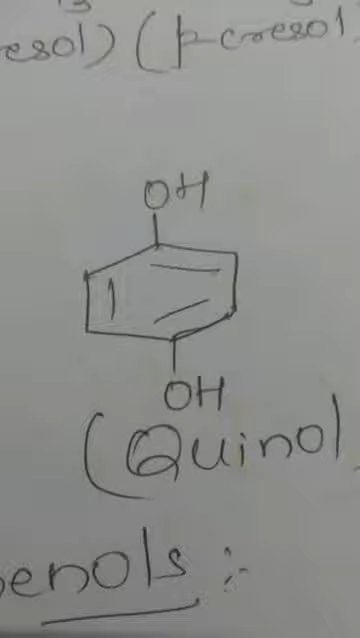 esol) (p-cresol
OH
OH
(Quinol
enols :-